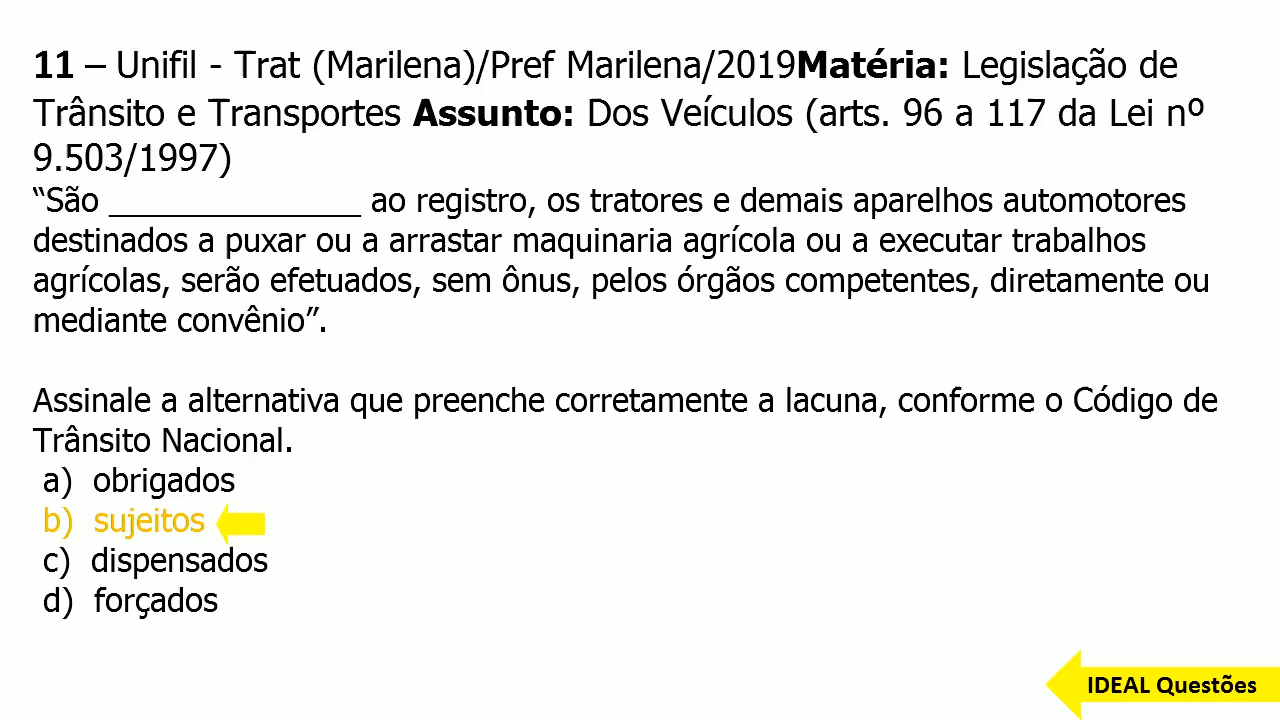 11 – Unifil - Trat (Marilena)/Pref Marilena/2019Matéria: Legislação de
Trânsito e Transportes Assunto: Dos Veículos (arts. 96 a 117 da Lei nº
9.503/1997)
“São _______________ ao registro, os tratores e demais aparelhos automotores
destinados a puxar ou a arrastar maquinaria agrícola ou a executar trabalhos
agrícolas, serão efetuados, sem ônus, pelos órgãos competentes, diretamente ou
mediante convênio”.
Assinale a alternativa que preenche corretamente a lacuna, conforme o Código de
Trânsito Nacional.
a) obrigados
b) sujeitos
c) dispensados
d) forçados
IDEAL Questões